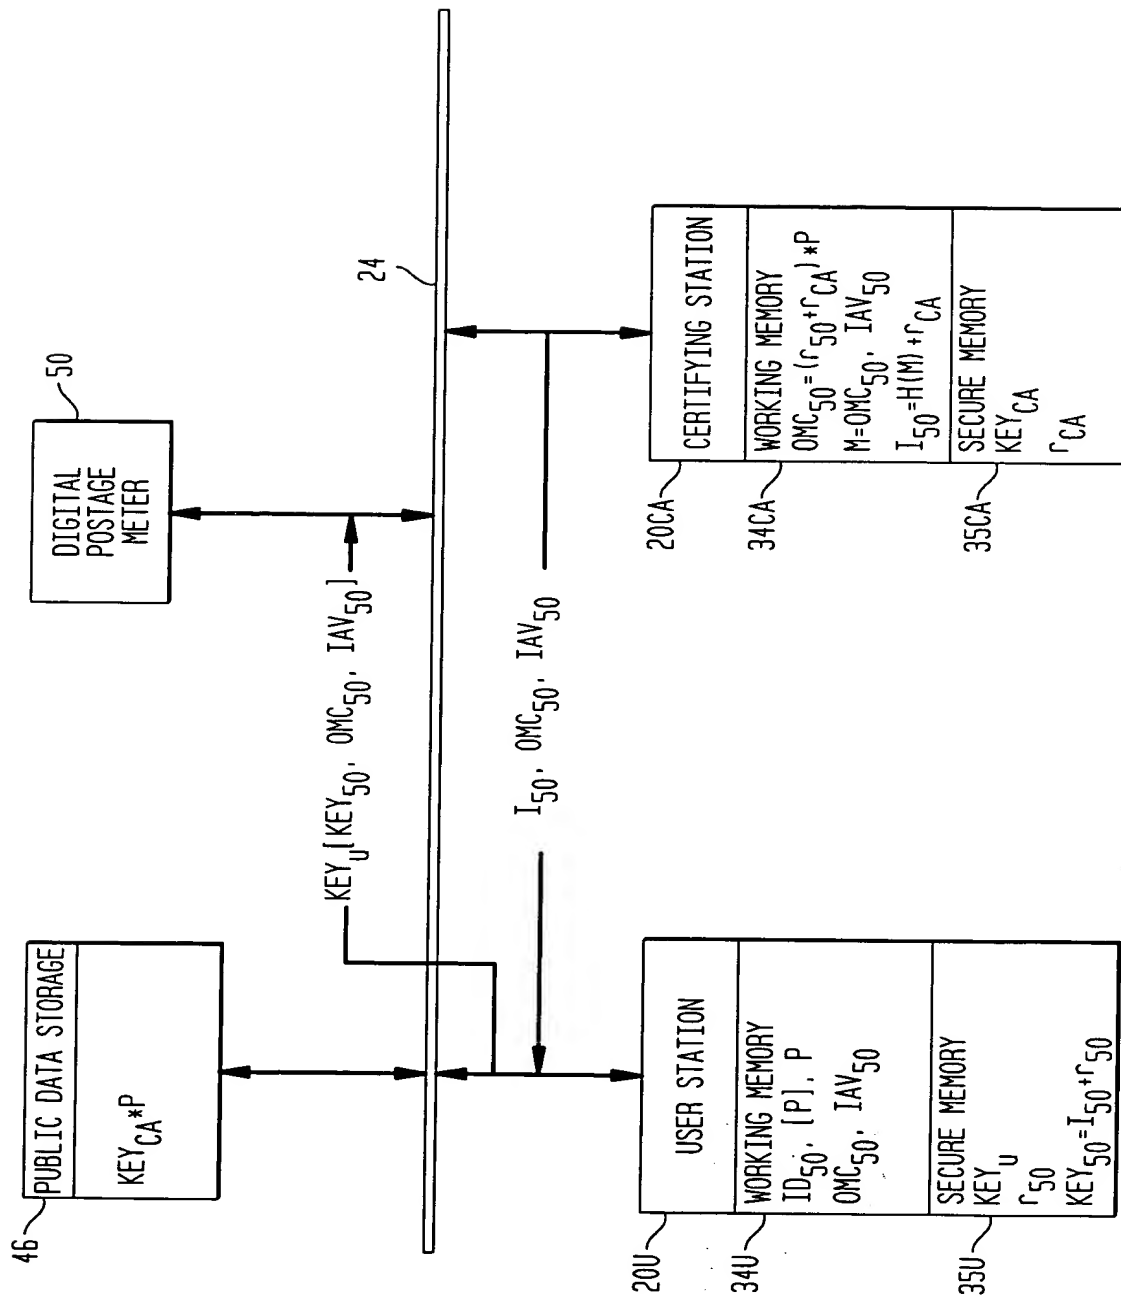 46
PUBLIC DATA STORAGE
KEY_CA*P
50
DIGITAL
POSTAGE
METER
KEY_u[KEY_50, OMC_50, IAV_50]
24
I_50, OMC_50, IAV_50
20U
USER STATION
34U
WORKING MEMORY
ID_50, [P], P
OMC_50, IAV_50
35U
SECURE MEMORY
KEY_u
r_50
KEY_50=I_50+r_50
20CA
CERTIFYING STATION
34CA
WORKING MEMORY
OMC_50=(r_50+r_CA)*P
M=OMC_50, IAV_50
I_50=H(M)+r_CA
35CA
SECURE MEMORY
KEY_CA
r_CA